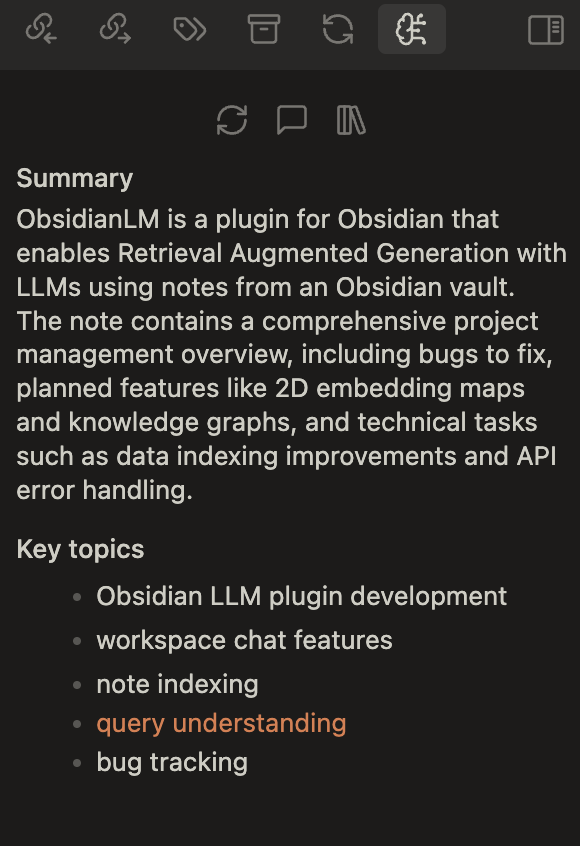 Summary
ObsidianLM is a plugin for Obsidian that
enables Retrieval Augmented Generation with
LLMs using notes from an Obsidian vault.
The note contains a comprehensive project
management overview, including bugs to fix,
planned features like 2D embedding maps
and knowledge graphs, and technical tasks
such as data indexing improvements and API
error handling.
Key topics
Obsidian LLM plugin development
workspace chat features
note indexing
query understanding
bug tracking